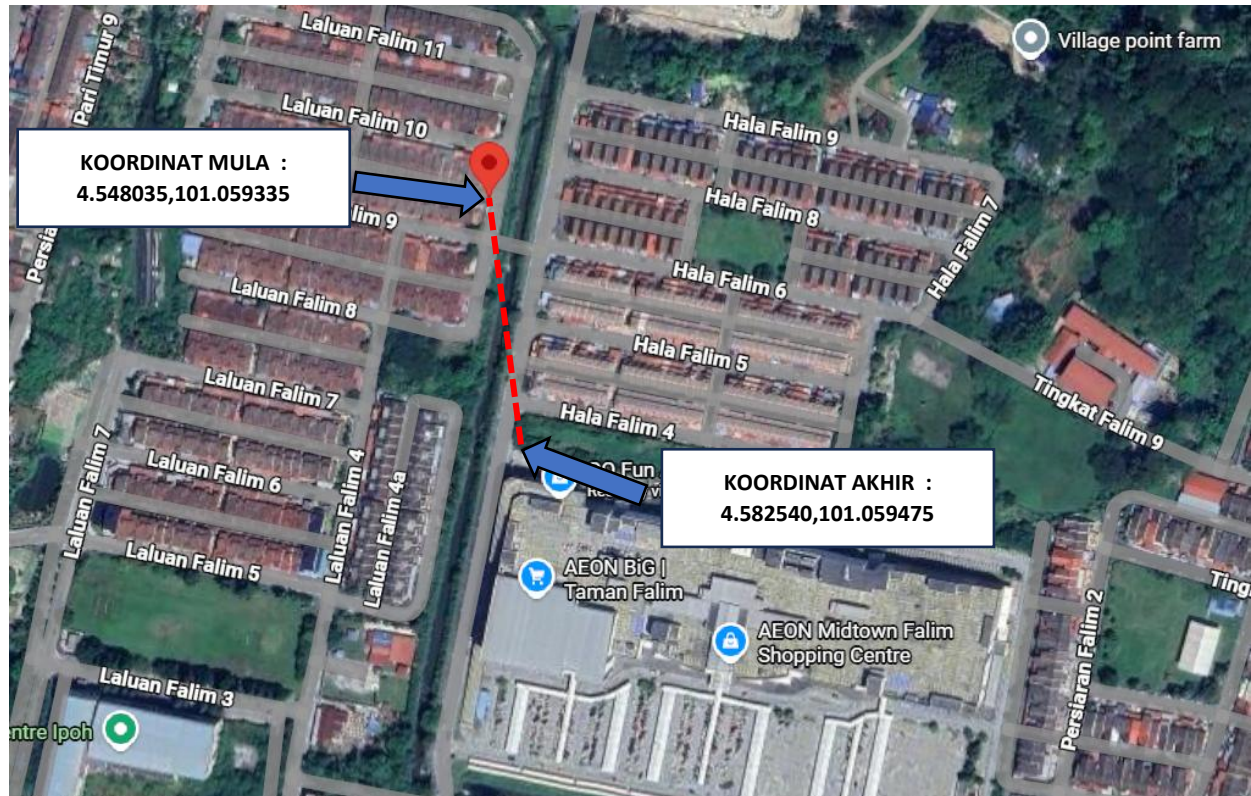 Laluan Falim 11
Pari Timur 9
Village point farm
Laluan Falim 10
Hala Falim 9
KOORDINAT MULA :
4.548035,101.059335
Persia
lim 9
Hala Falim 8
Hala Falim 7
Hala Falim 6
Laluan Falim 8
Hala Falim 5
Laluan Falim 7
Tingkat Falim 9
Hala Falim 4
Laluan Falim 7
Laluan Falim 6
Laluan Falim 4
Laluan Falim 4a
Fun
KOORDINAT AKHIR :
4.582540,101.059475
Laluan Falim 5
AEON BiG |
Taman Falim
Persiaran Falim 2
AEON Midtown Falim
Shopping Centre
Laluan Falim 3
ntre Ipoh